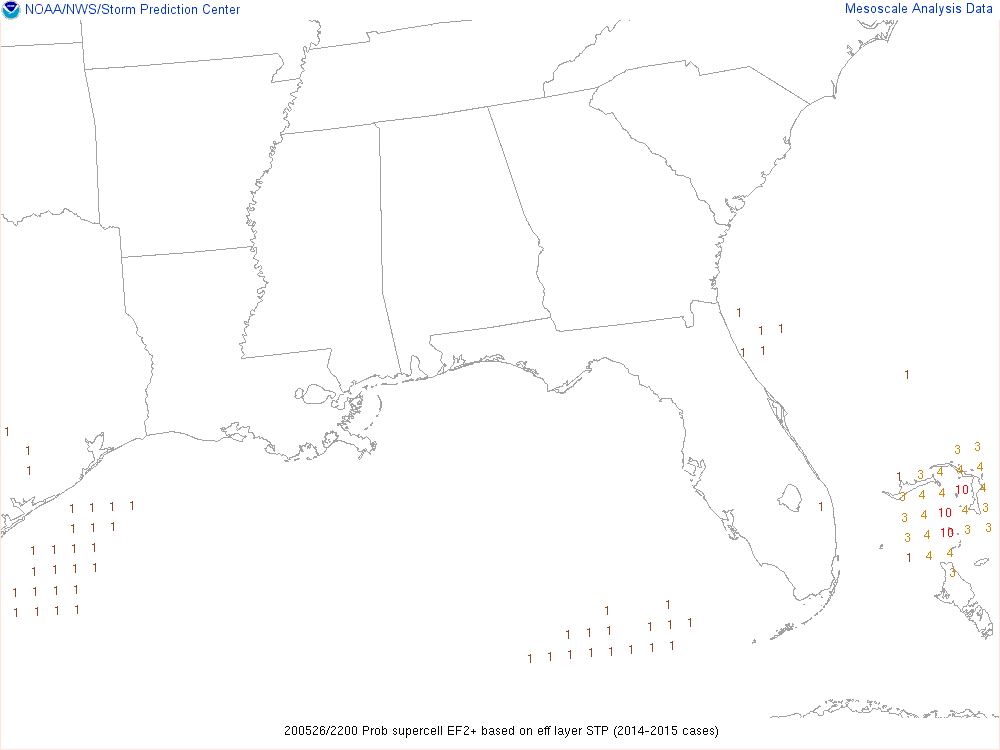 NOAA/NWS/Storm Prediction Center
Mesoscale Analysis Data
1
1 1
1 1
1
1
3 3
1 3 4 4 4
3 4 4 10 4
1 1 1 1
1
3 4 10 4 3
1 1 1
3 4 10 3 3
1 1 1 1
1 4 4
1 1 1 1
3
1 1 1 1
1 1 1 1
1 1
1 1 1 1 1 1
1 1 1 1 1 1 1 1
200526/2200 Prob supercell EF2+ based on eff layer STP (2014-2015 cases)